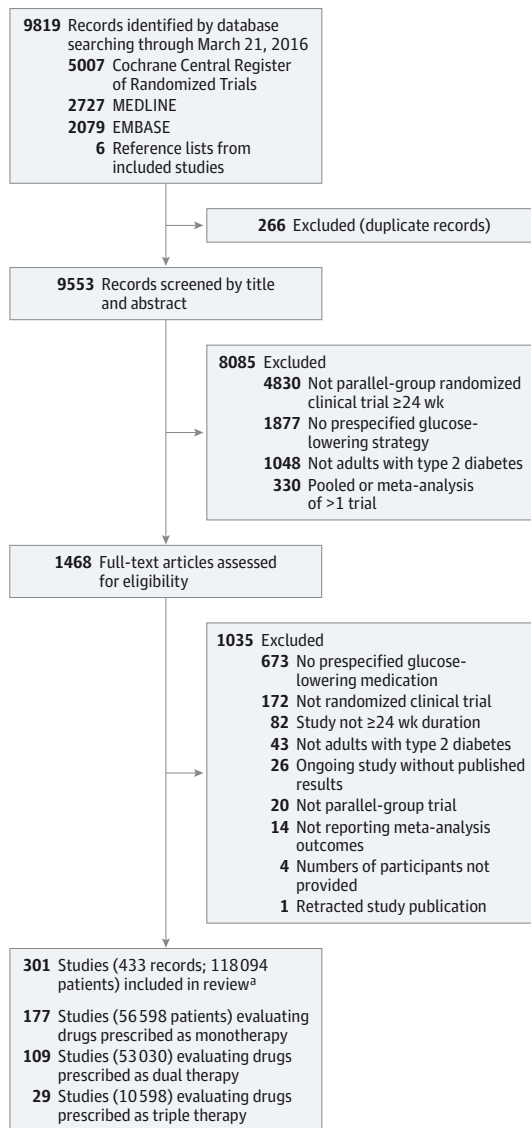 9819 Records identified by database
searching through March 21, 2016
5007 Cochrane Central Register
of Randomized Trials
2727 MEDLINE
2079 EMBASE
6 Reference lists from
included studies
266 Excluded (duplicate records)
9553 Records screened by title
and abstract
8085 Excluded
4830 Not parallel-group randomized
clinical trial ≥24 wk
1877 No prespecified glucose-
lowering strategy
1048 Not adults with type 2 diabetes
330 Pooled or meta-analysis
of >1 trial
1468 Full-text articles assessed
for eligibility
1035 Excluded
673 No prespecified glucose-
lowering medication
172 Not randomized clinical trial
82 Study not ≥24 wk duration
43 Not adults with type 2 diabetes
26 Ongoing study without published
results
20 Not parallel-group trial
14 Not reporting meta-analysis
outcomes
4 Numbers of participants not
provided
1 Retracted study publication
301 Studies (433 records; 118 094
patients) included in reviewᵃ
177 Studies (56 598 patients) evaluating
drugs prescribed as monotherapy
109 Studies (53 030) evaluating drugs
prescribed as dual therapy
29 Studies (10 598) evaluating drugs
prescribed as triple therapy